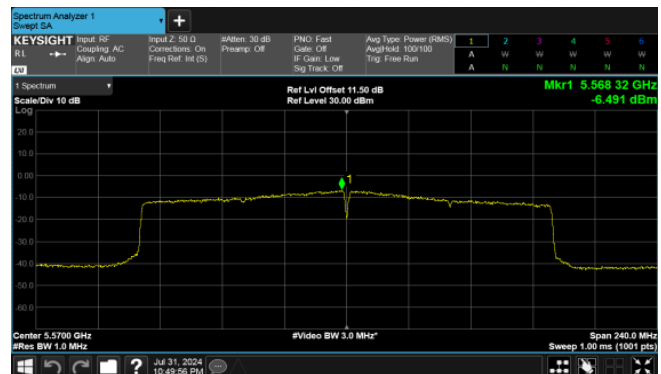 Spectrum Analyzer 1
Swept SA
+
KEYSIGHT Input: RF Input Z: 50 Ω #Atten: 30 dB PNO: Fast Avg Type: Power (RMS) 1 2 3 4 5 6
RL Coupling: AC Corrections: On Preamp: Off Gate: Off Avg|Hold: 100/100 A W W W W W
Align: Auto Freq Ref: Int (S) IF Gain: Low Trig: Free Run
Sig Track: Off A N N N N N
LXI
1 Spectrum Ref Lvl Offset 11.50 dB Mkr1 5.568 32 GHz
Scale/Div 10 dB Ref Level 30.00 dBm -6.491 dBm
Log
20.0
10.0
0.00
1
-10.0
-20.0
-30.0
-40.0
-50.0
-60.0
Center 5.5700 GHz #Video BW 3.0 MHz* Span 240.0 MHz
#Res BW 1.0 MHz Sweep 1.00 ms (1001 pts)
? Jul 31, 2024
10:49:56 PM